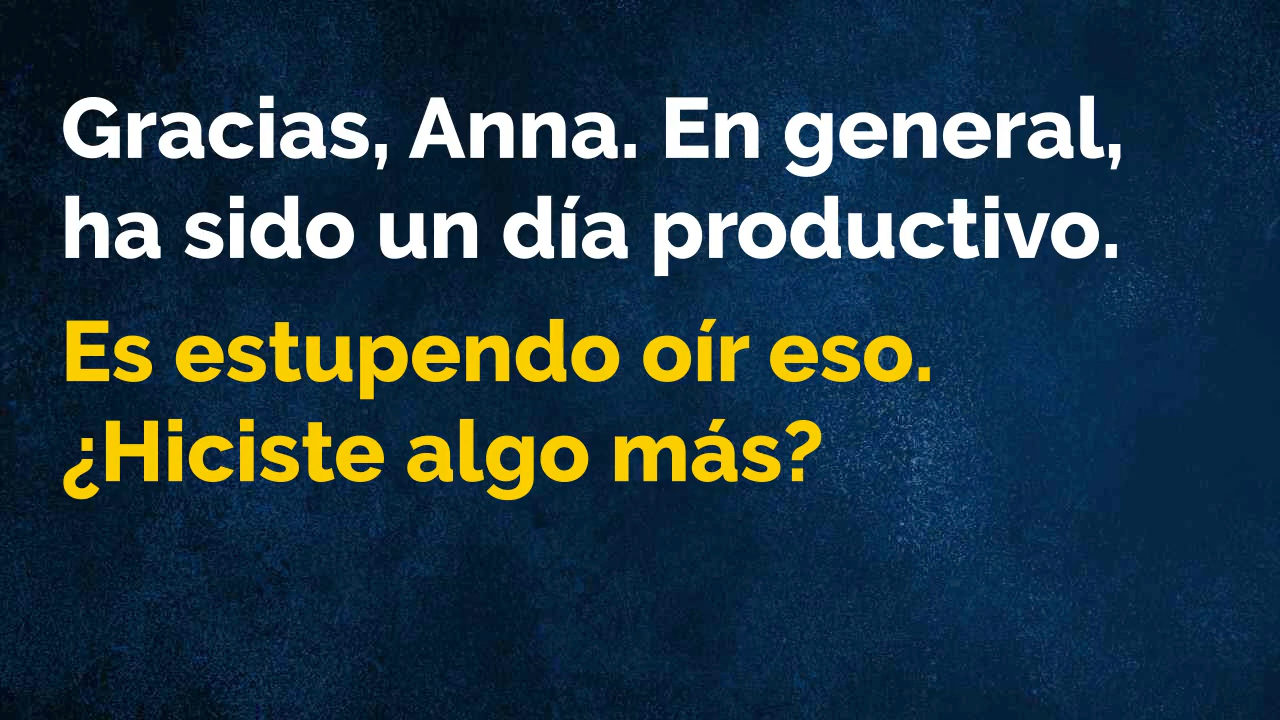 Gracias, Anna. En general,
ha sido un día productivo.
Es estupendo oír eso.
¿Hiciste algo más?